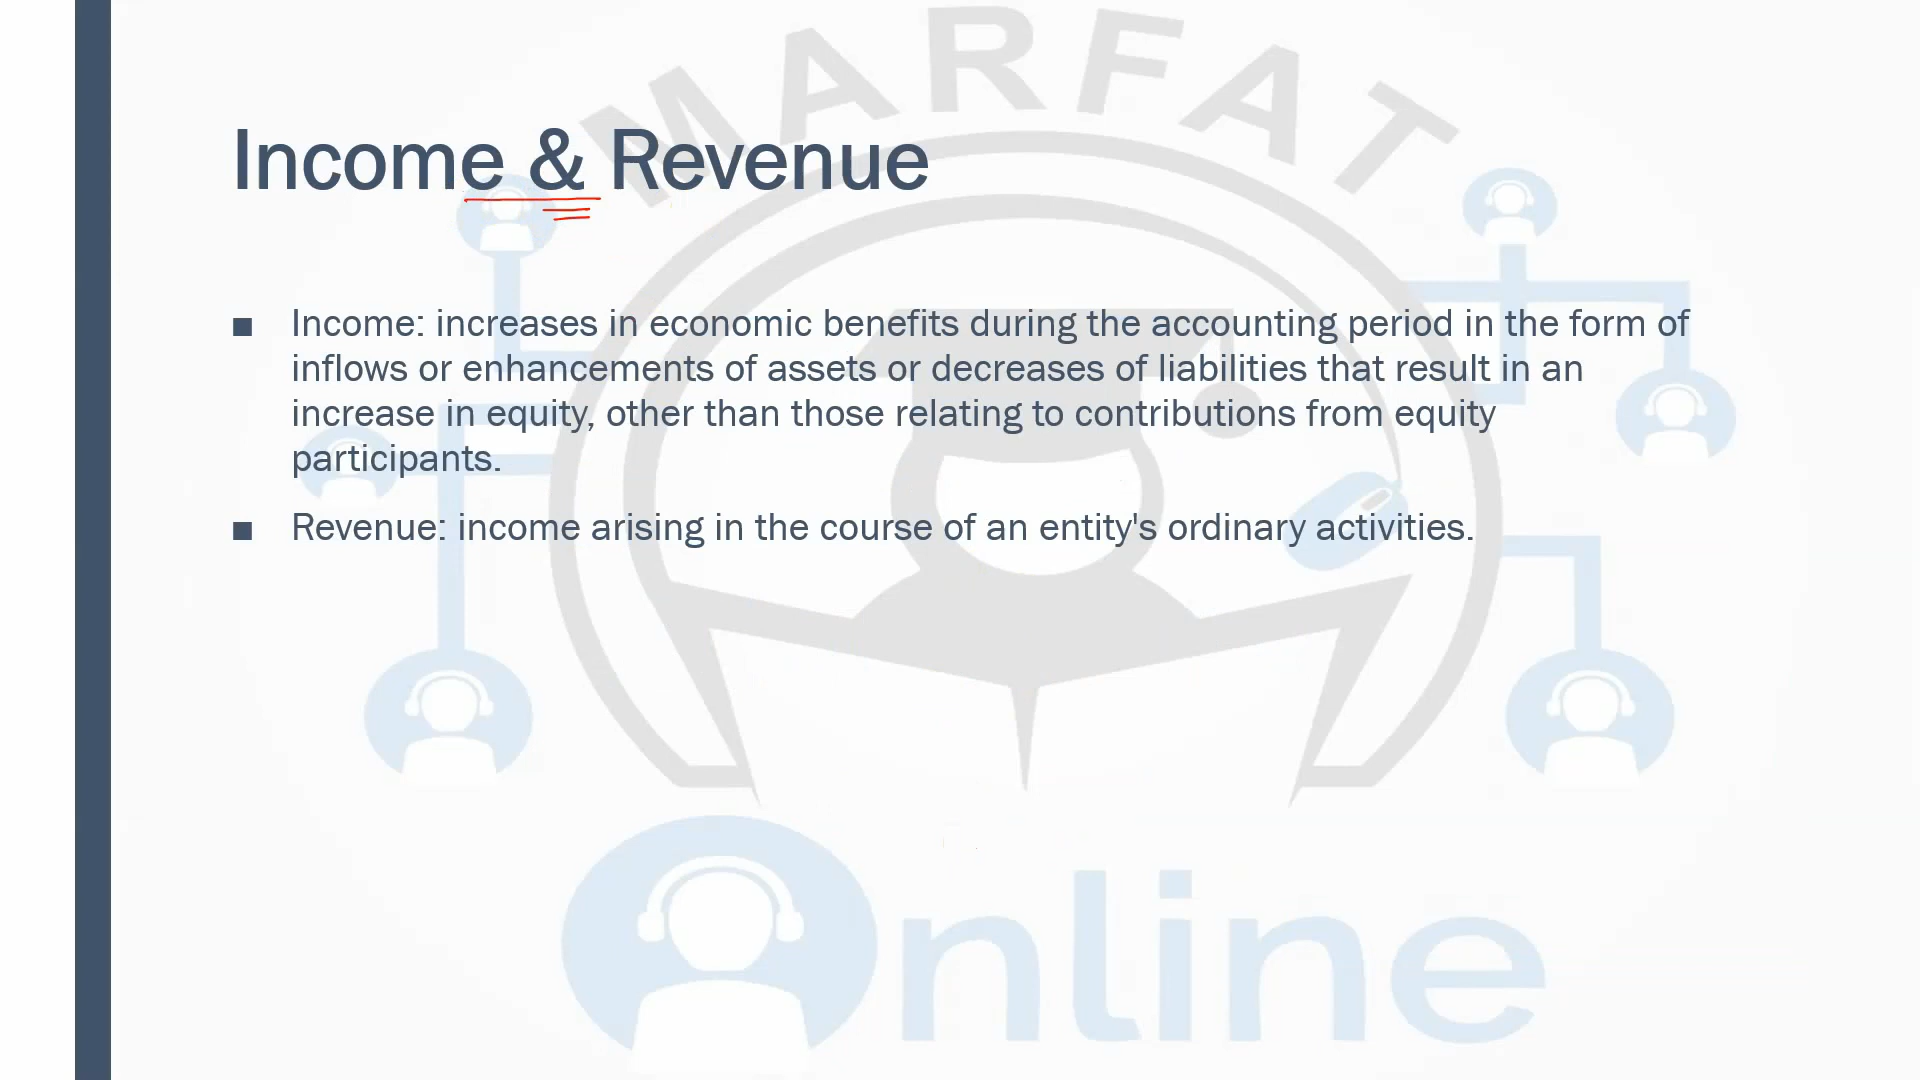 MARFAT
Income & Revenue
■ Income: increases in economic benefits during the accounting period in the form of
inflows or enhancements of assets or decreases of liabilities that result in an
increase in equity, other than those relating to contributions from equity
participants.
■ Revenue: income arising in the course of an entity's ordinary activities.
nline